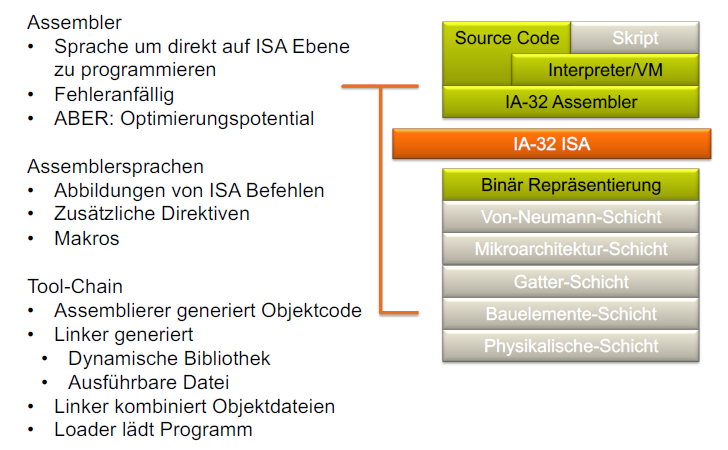 Assembler
• Sprache um direkt auf ISA Ebene
zu programmieren
• Fehleranfällig
• ABER: Optimierungspotential
Assemblersprachen
• Abbildungen von ISA Befehlen
• Zusätzliche Direktiven
• Makros
Tool-Chain
• Assemblierer generiert Objektcode
• Linker generiert
• Dynamische Bibliothek
• Ausführbare Datei
• Linker kombiniert Objektdateien
• Loader lädt Programm
Source Code
Skript
Interpreter/VM
IA-32 Assembler
IA-32 ISA
Binär Repräsentierung
Von-Neumann-Schicht
Mikroarchitektur-Schicht
Gatter-Schicht
Bauelemente-Schicht
Physikalische-Schicht